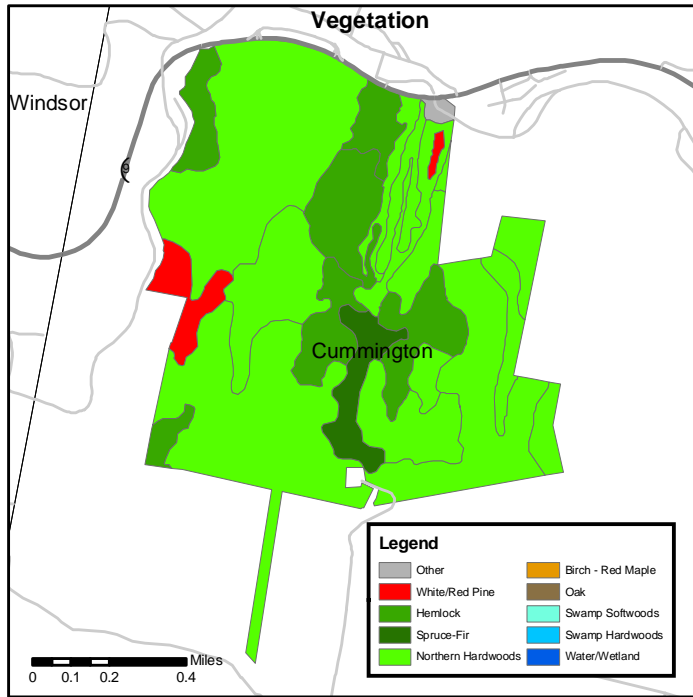 Vegetation
Windsor
9
Cummington
Legend
Other
White/Red Pine
Hemlock
Spruce-Fir
Northern Hardwoods
Birch - Red Maple
Oak
Swamp Softwoods
Swamp Hardwoods
Water/Wetland
Miles
0 0.1 0.2 0.4